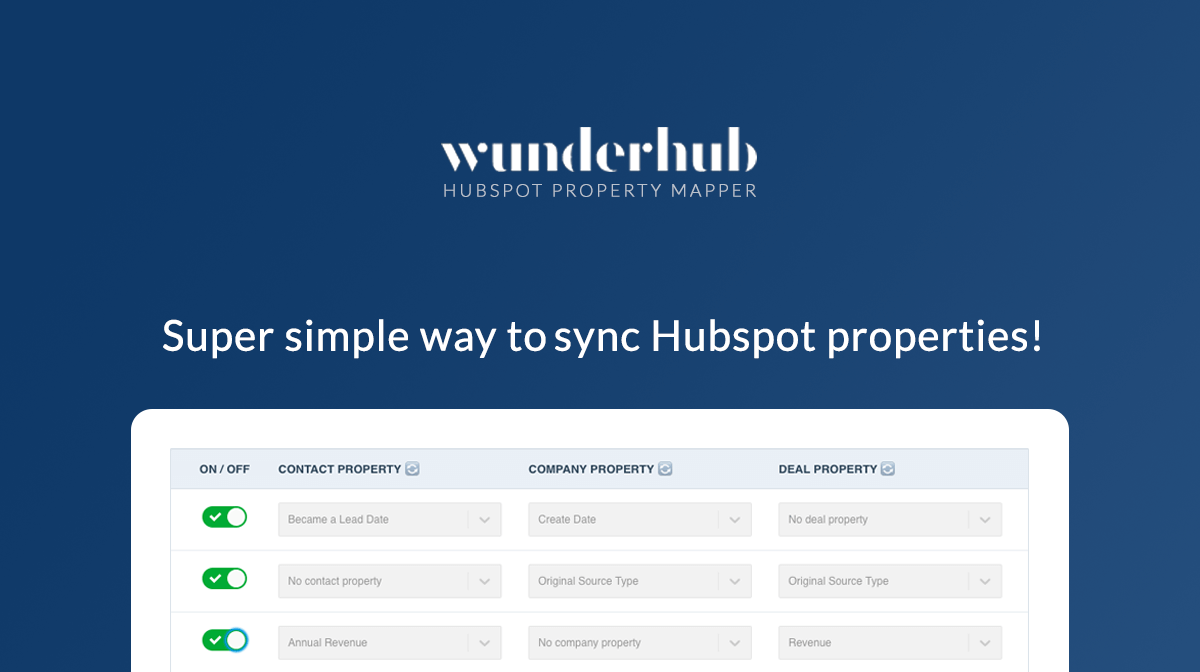 wunderhub
HUBSPOT PROPERTY MAPPER
Super simple way to sync Hubspot properties!
ON / OFF CONTACT PROPERTY COMPANY PROPERTY DEAL PROPERTY
Became a Lead Date Create Date No deal property
No contact property Original Source Type Original Source Type
Annual Revenue No company property Revenue